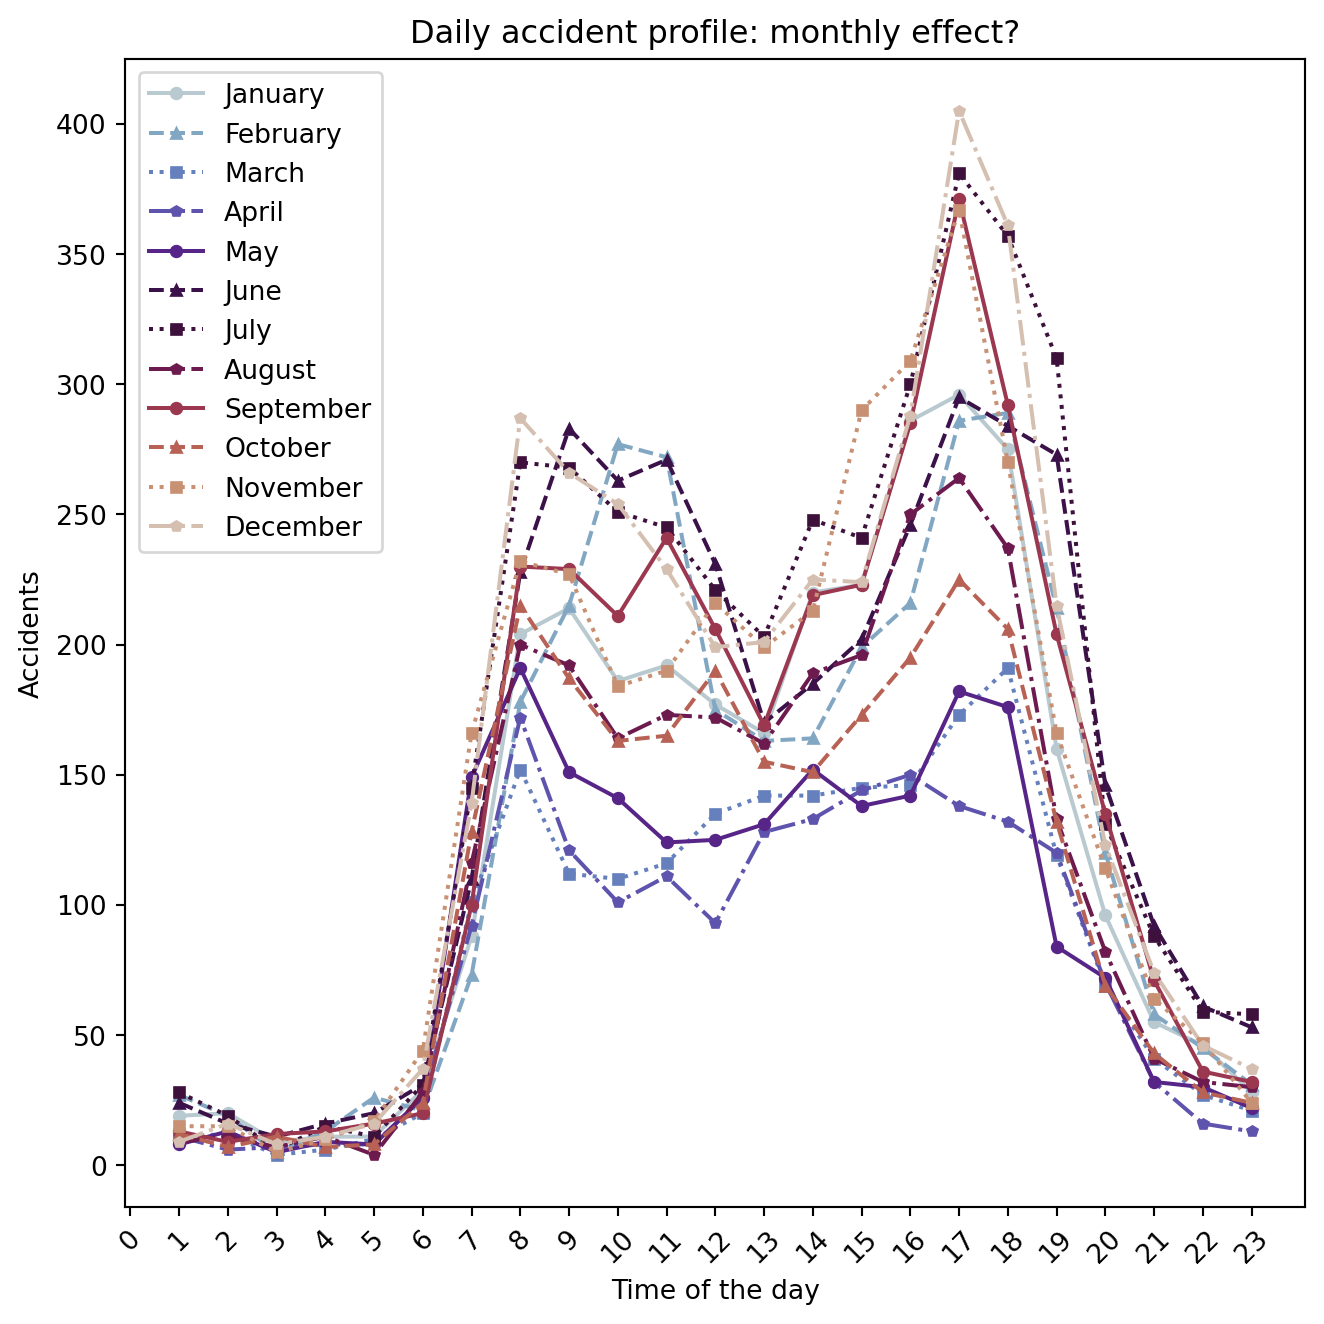 Daily accident profile: monthly effect?
January
February
March
April
May
June
July
August
September
October
November
December
400
350
300
250
200
150
100
50
0
Accidents
0 1 2 3 4 5 6 7 8 9 10 11 12 13 14 15 16 17 18 19 20 21 22 23
Time of the day